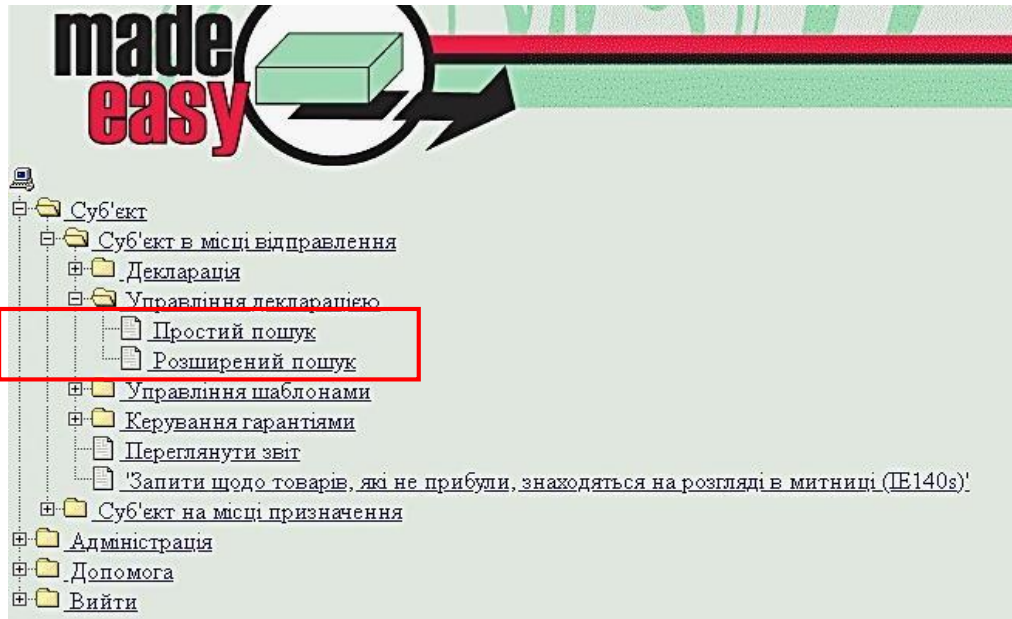 made
easy
Суб'єкт
Суб'єкт в місці відправлення
Декларація
Управління декларацією
Простий пошук
Розширений пошук
Управління шаблонами
Керування гарантіями
Переглянути звіт
'Запити щодо товарів, які не прибули, знаходяться на розгляді в митниці (IE140s)'
Суб'єкт на місці призначення
Адміністрація
Допомога
Вийти